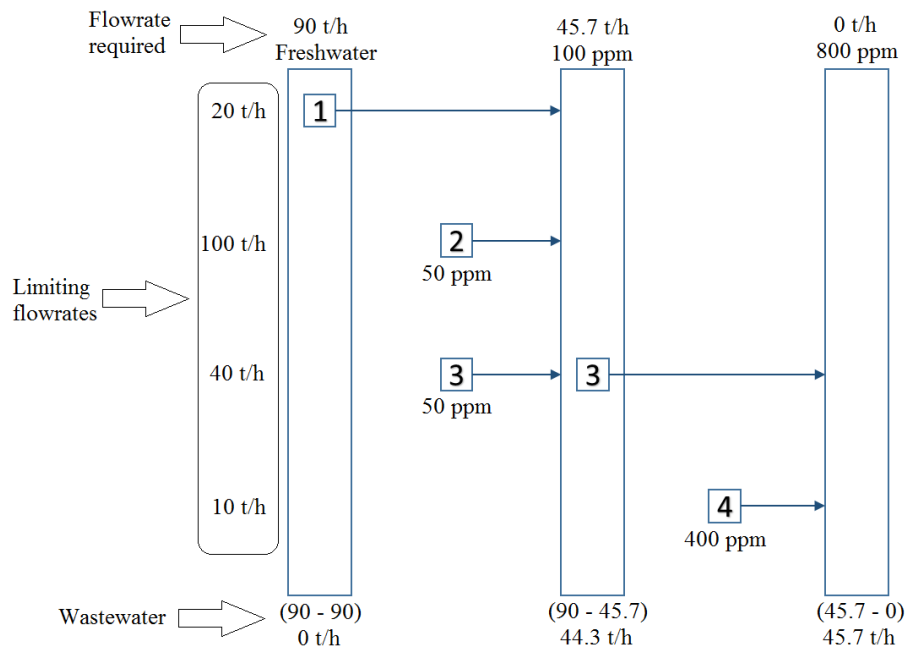 Flowrate
required
90 t/h
Freshwater
45.7 t/h
100 ppm
0 t/h
800 ppm
20 t/h
1
100 t/h
2
50 ppm
Limiting
flowrates
40 t/h
3
50 ppm
3
10 t/h
4
400 ppm
Wastewater
(90 - 90)
0 t/h
(90 - 45.7)
44.3 t/h
(45.7 - 0)
45.7 t/h